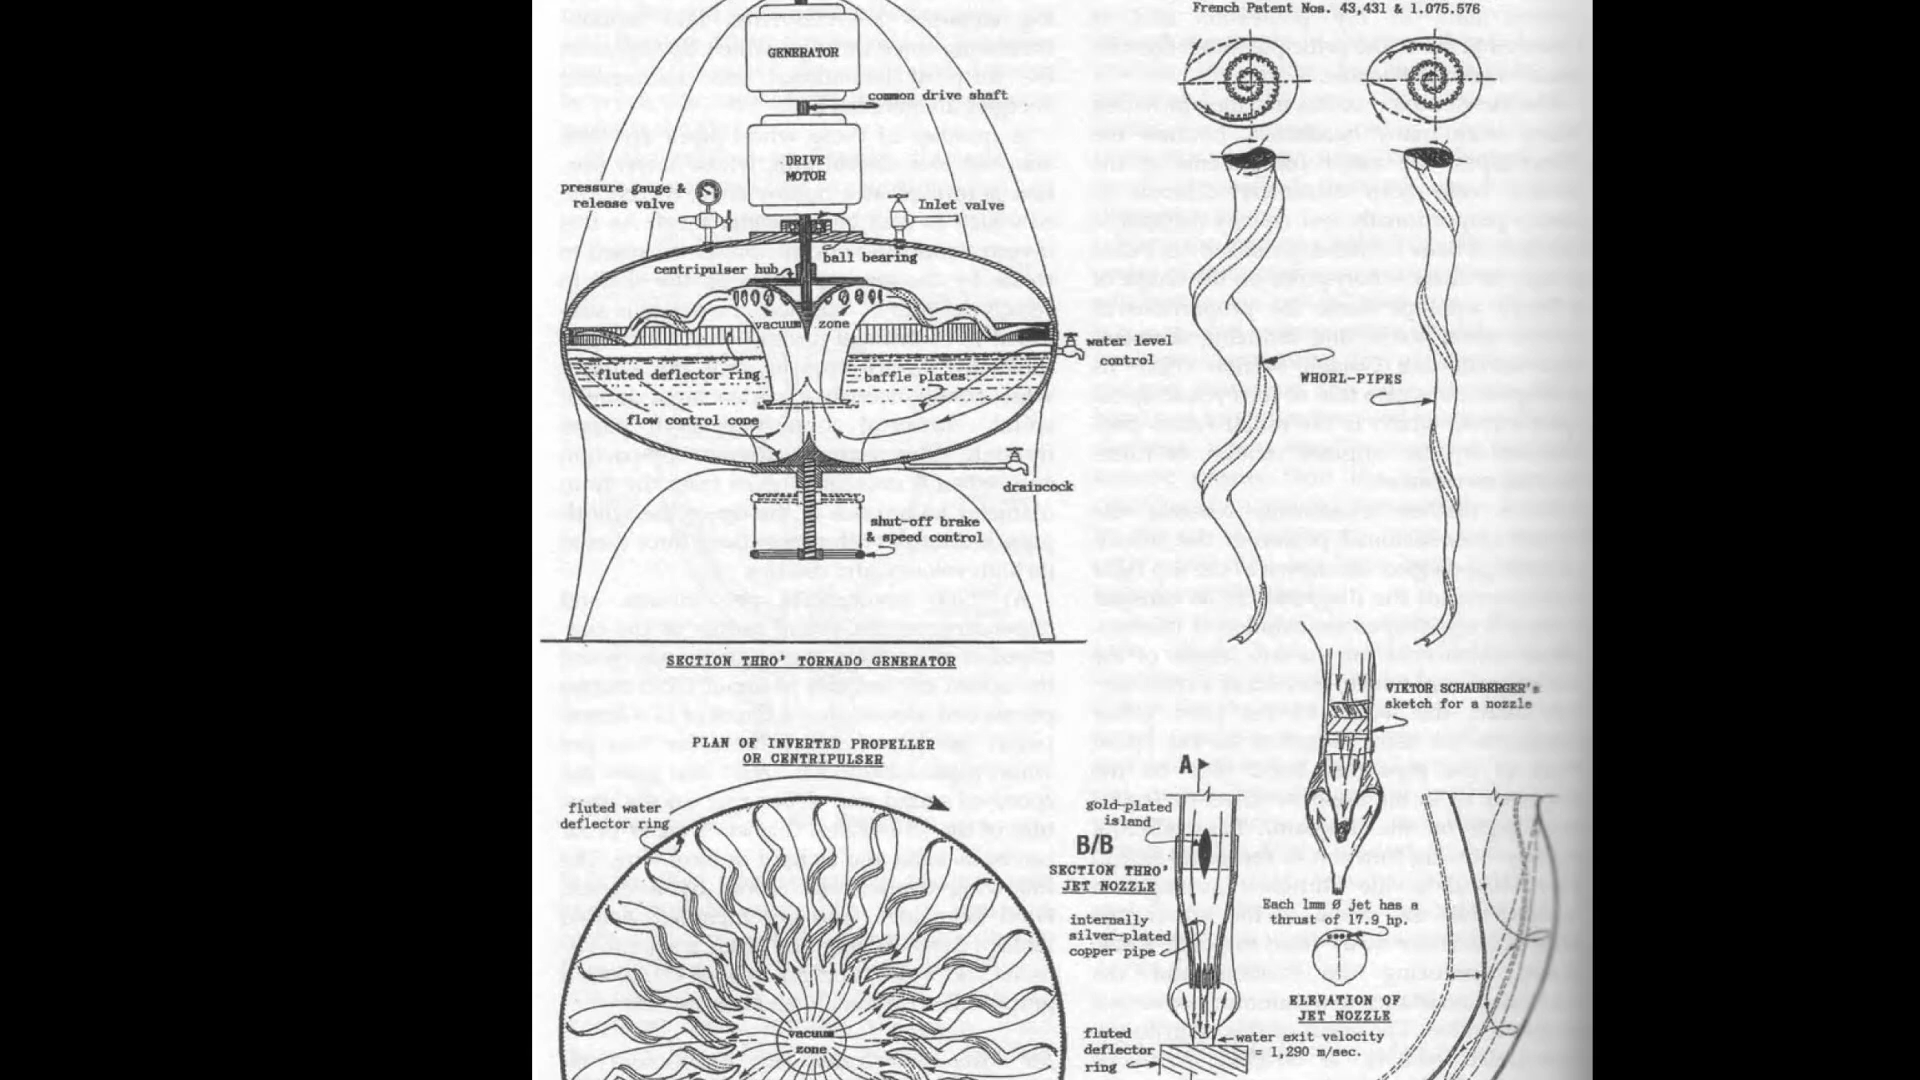 French Patent Nos. 43,431 & 1.075.576
GENERATOR
common drive shaft
DRIVE
MOTOR
pressure gauge &
release valve
Inlet valve
ball bearing
centripulser hub
vacuum zone
water level
control
fluted deflector ring
baffle plates
flow control cone
draincock
shut-off brake
& speed control
SECTION THRO' TORNADO GENERATOR
WHORL-PIPES
VIKTOR SCHAUBERGER's
sketch for a nozzle
PLAN OF INVERTED PROPELLER
OR CENTRIPULSER
fluted water
deflector ring
vacuum
zone
A
gold-plated
island
B/B
SECTION THRO'
JET NOZZLE
internally
silver-plated
copper pipe
Each 1mm Ø jet has a
thrust of 17.9 hp.
ELEVATION OF
JET NOZZLE
fluted
deflector
ring
water exit velocity
= 1,290 m/sec.